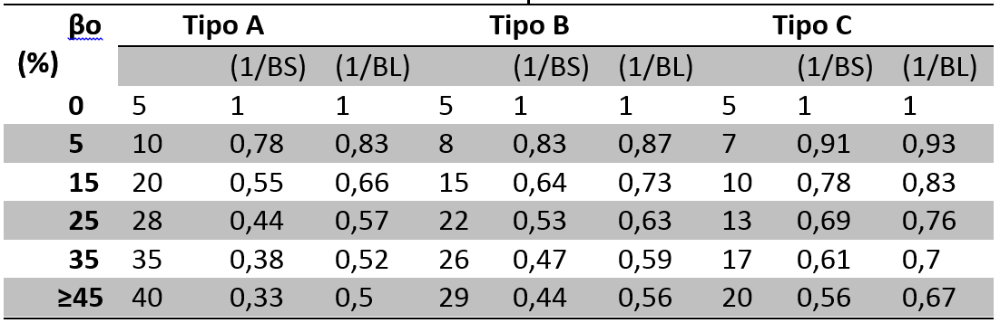 βo Tipo A Tipo B Tipo C
(%) (1/BS) (1/BL) (1/BS) (1/BL) (1/BS) (1/BL)
0 5 1 1 5 1 1 5 1 1
5 10 0,78 0,83 8 0,83 0,87 7 0,91 0,93
15 20 0,55 0,66 15 0,64 0,73 10 0,78 0,83
25 28 0,44 0,57 22 0,53 0,63 13 0,69 0,76
35 35 0,38 0,52 26 0,47 0,59 17 0,61 0,7
≥45 40 0,33 0,5 29 0,44 0,56 20 0,56 0,67